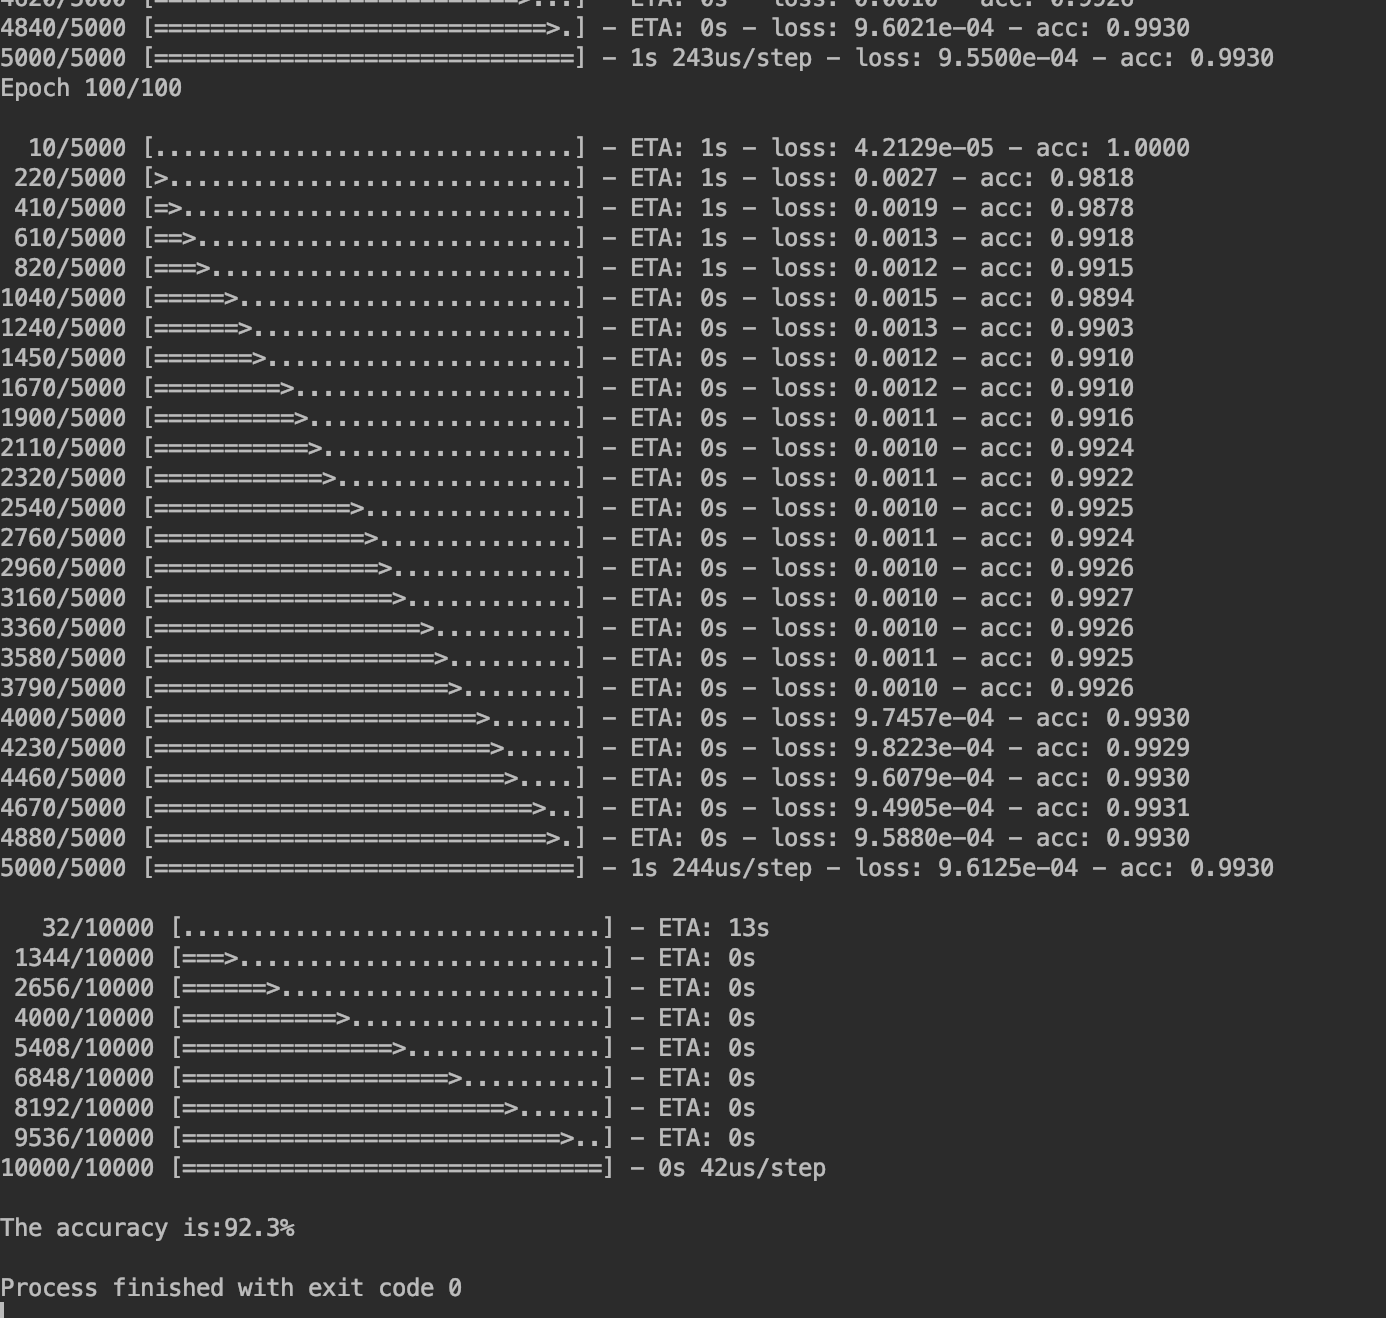 4820/5000 [==========================>...] - ETA: 0s - loss: 0.0010 - acc: 0.9926
4840/5000 [============================>.] - ETA: 0s - loss: 9.6021e-04 - acc: 0.9930
5000/5000 [==============================] - 1s 243us/step - loss: 9.5500e-04 - acc: 0.9930
Epoch 100/100
10/5000 [..............................] - ETA: 1s - loss: 4.2129e-05 - acc: 1.0000
220/5000 [>.............................] - ETA: 1s - loss: 0.0027 - acc: 0.9818
410/5000 [=>............................] - ETA: 1s - loss: 0.0019 - acc: 0.9878
610/5000 [==>...........................] - ETA: 1s - loss: 0.0013 - acc: 0.9918
820/5000 [===>..........................] - ETA: 1s - loss: 0.0012 - acc: 0.9915
1040/5000 [=====>........................] - ETA: 0s - loss: 0.0015 - acc: 0.9894
1240/5000 [======>.......................] - ETA: 0s - loss: 0.0013 - acc: 0.9903
1450/5000 [=======>......................] - ETA: 0s - loss: 0.0012 - acc: 0.9910
1670/5000 [=========>....................] - ETA: 0s - loss: 0.0012 - acc: 0.9910
1900/5000 [==========>...................] - ETA: 0s - loss: 0.0011 - acc: 0.9916
2110/5000 [===========>..................] - ETA: 0s - loss: 0.0010 - acc: 0.9924
2320/5000 [============>.................] - ETA: 0s - loss: 0.0011 - acc: 0.9922
2540/5000 [==============>...............] - ETA: 0s - loss: 0.0010 - acc: 0.9925
2760/5000 [===============>..............] - ETA: 0s - loss: 0.0011 - acc: 0.9924
2960/5000 [================>.............] - ETA: 0s - loss: 0.0010 - acc: 0.9926
3160/5000 [=================>............] - ETA: 0s - loss: 0.0010 - acc: 0.9927
3360/5000 [===================>..........] - ETA: 0s - loss: 0.0010 - acc: 0.9926
3580/5000 [====================>.........] - ETA: 0s - loss: 0.0011 - acc: 0.9925
3790/5000 [=====================>........] - ETA: 0s - loss: 0.0010 - acc: 0.9926
4000/5000 [=======================>......] - ETA: 0s - loss: 9.7457e-04 - acc: 0.9930
4230/5000 [========================>.....] - ETA: 0s - loss: 9.8223e-04 - acc: 0.9929
4460/5000 [=========================>....] - ETA: 0s - loss: 9.6079e-04 - acc: 0.9930
4670/5000 [===========================>..] - ETA: 0s - loss: 9.4905e-04 - acc: 0.9931
4880/5000 [============================>.] - ETA: 0s - loss: 9.5880e-04 - acc: 0.9930
5000/5000 [==============================] - 1s 244us/step - loss: 9.6125e-04 - acc: 0.9930
32/10000 [..............................] - ETA: 13s
1344/10000 [===>..........................] - ETA: 0s
2656/10000 [======>.......................] - ETA: 0s
4000/10000 [===========>..................] - ETA: 0s
5408/10000 [===============>..............] - ETA: 0s
6848/10000 [===================>..........] - ETA: 0s
8192/10000 [=======================>......] - ETA: 0s
9536/10000 [===========================>..] - ETA: 0s
10000/10000 [==============================] - 0s 42us/step
The accuracy is:92.3%
Process finished with exit code 0